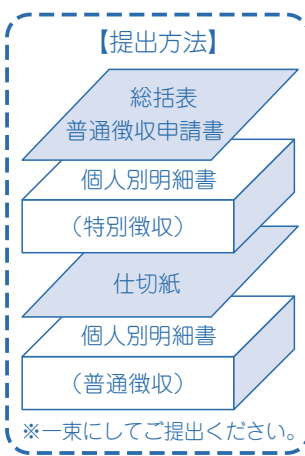 【提出方法】
総括表
普通徴収申請書
個人別明細書
（特別徴収）
仕切紙
個人別明細書
（普通徴収）
※一束にしてご提出ください。